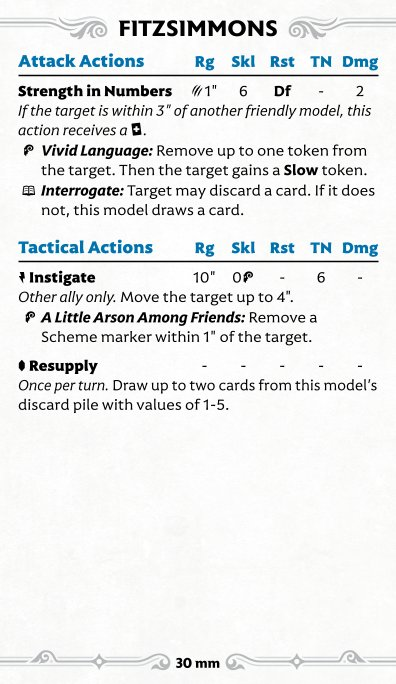 FITZSIMMONS
Attack Actions Rg Skl Rst TN Dmg
Strength in Numbers 1" 6 Df - 2
If the target is within 3" of another friendly model, this
action receives a .
Vivid Language: Remove up to one token from
the target. Then the target gains a Slow token.
Interrogate: Target may discard a card. If it does
not, this model draws a card.
Tactical Actions Rg Skl Rst TN Dmg
Instigate 10" 0 - 6 -
Other ally only. Move the target up to 4".
A Little Arson Among Friends: Remove a
Scheme marker within 1" of the target.
Resupply - - - - -
Once per turn. Draw up to two cards from this model's
discard pile with values of 1-5.
30 mm